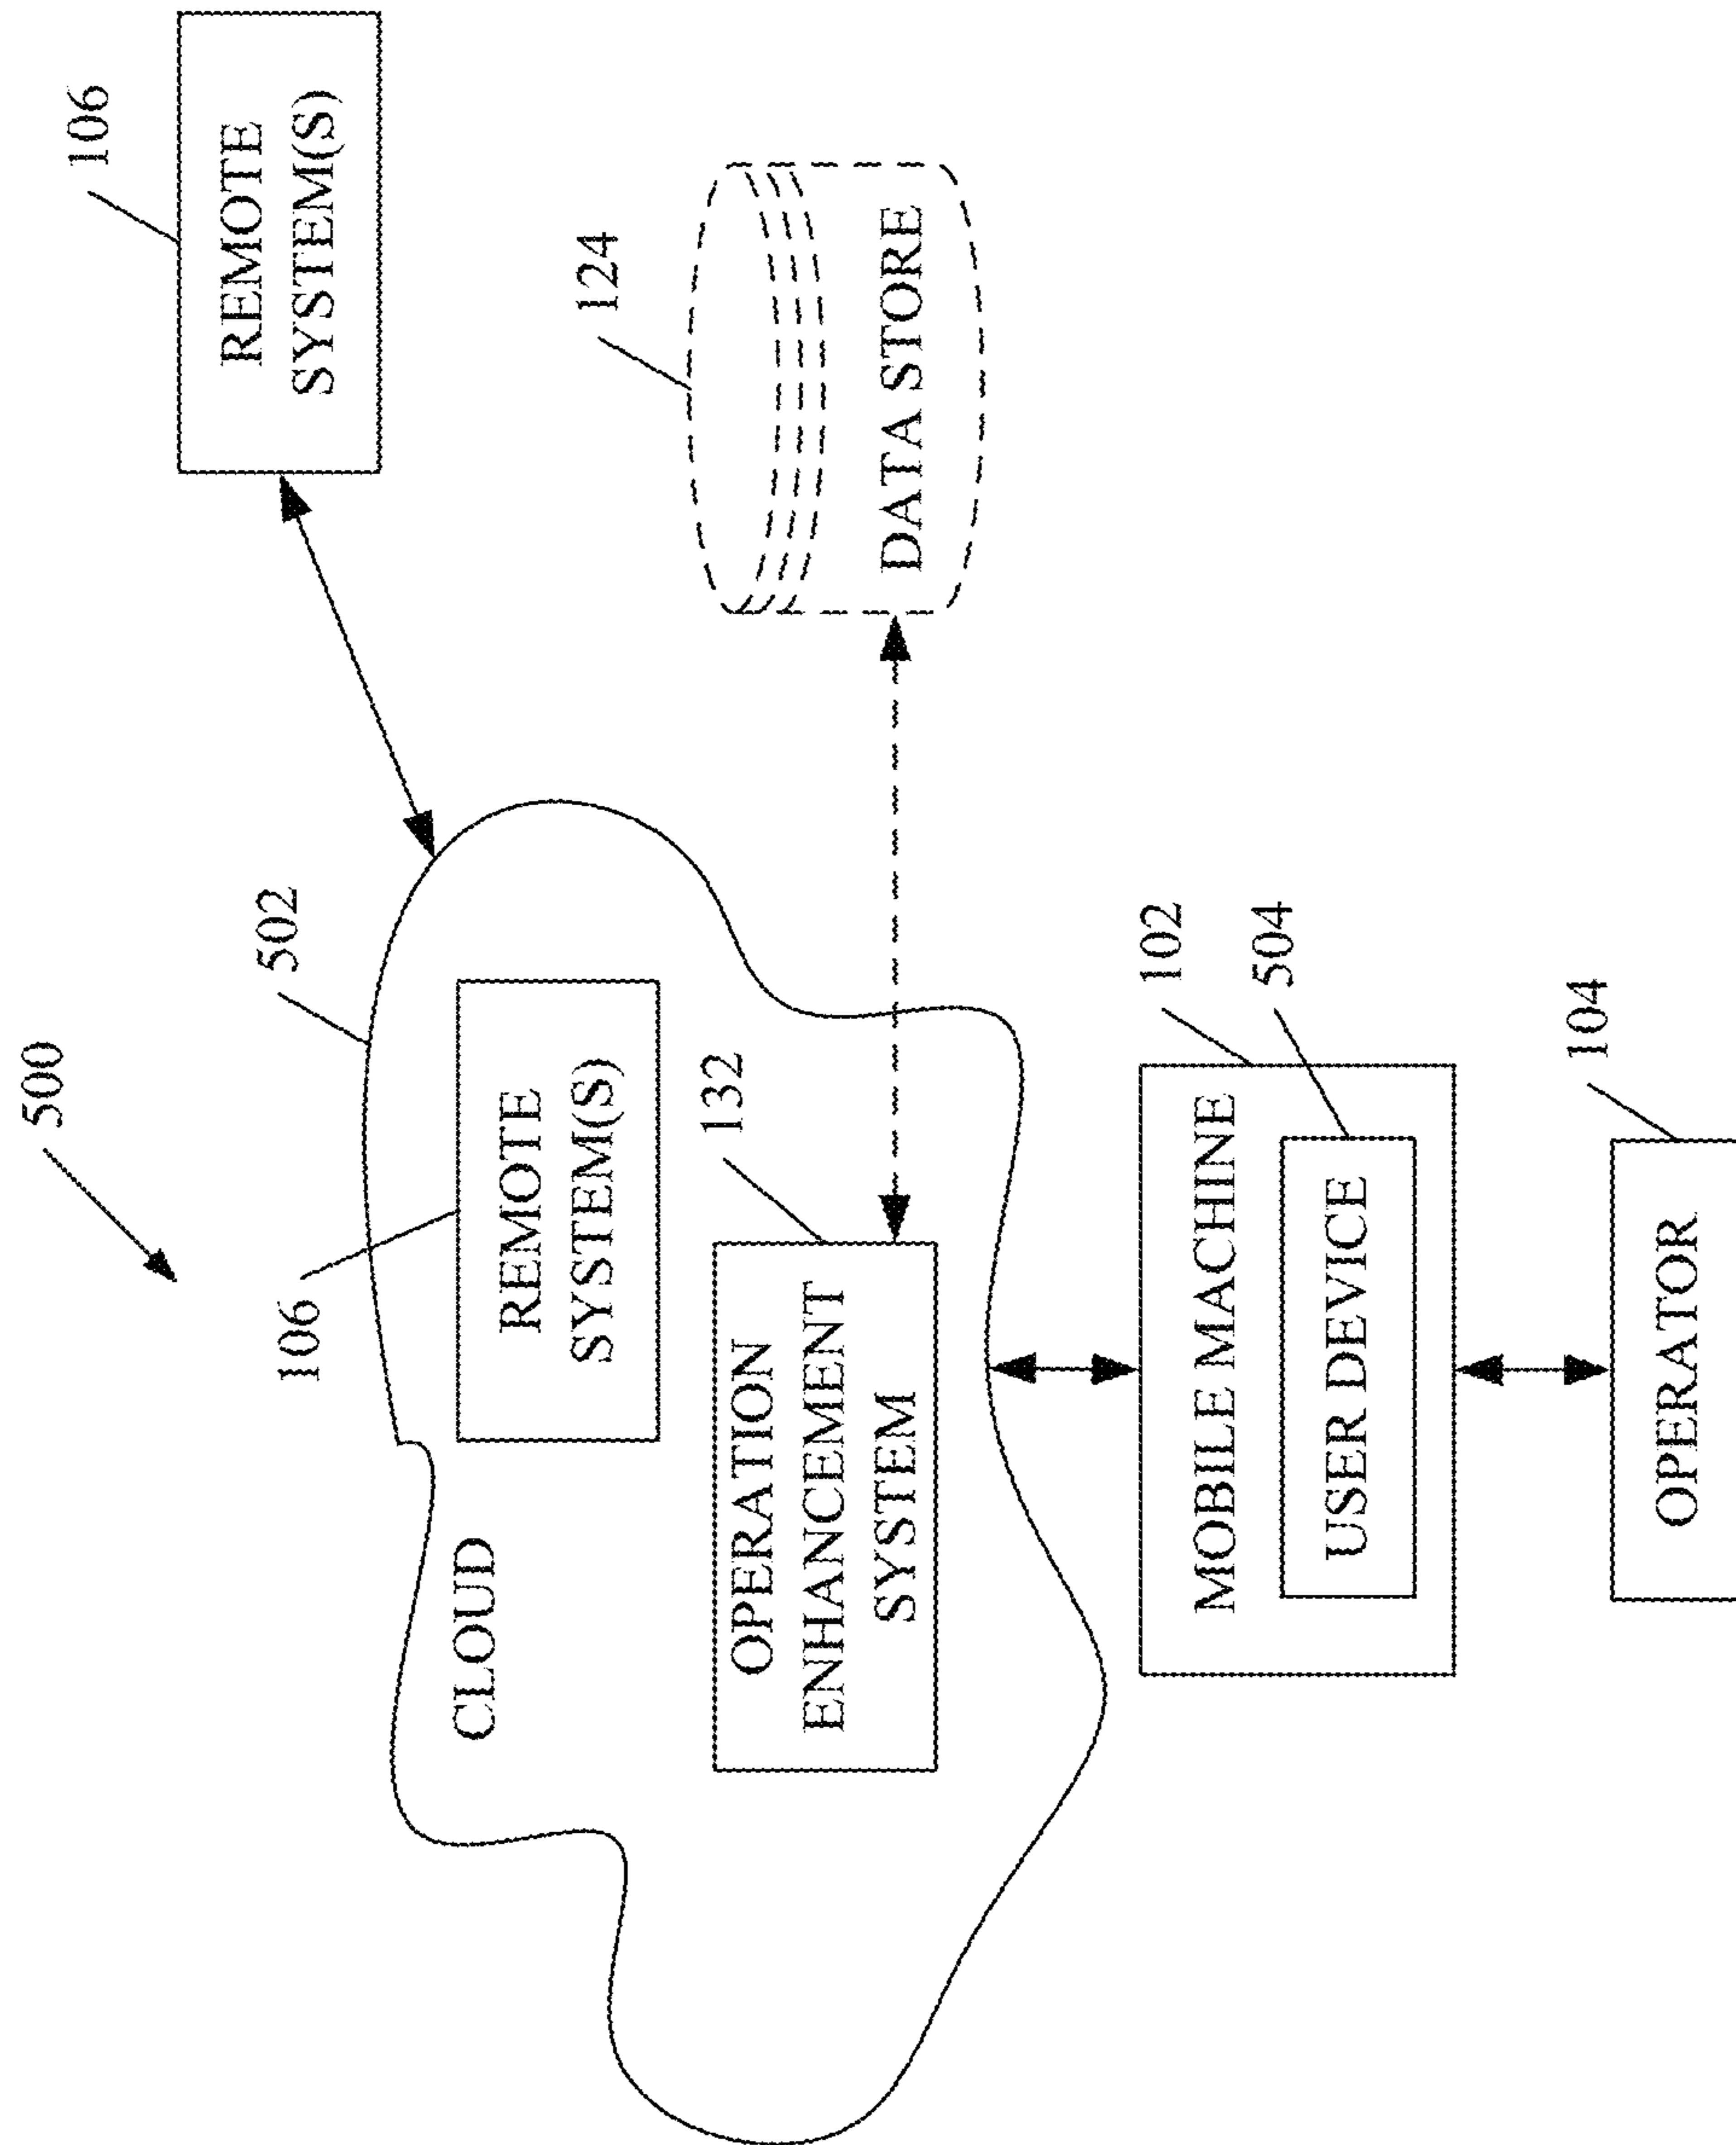 500
502
106
REMOTE
SYSTEM(S)
CLOUD
106
REMOTE
SYSTEM(S)
132
OPERATION
ENHANCEMENT
SYSTEM
124
DATA STORE
102
MOBILE MACHINE
504
USER DEVICE
104
OPERATOR